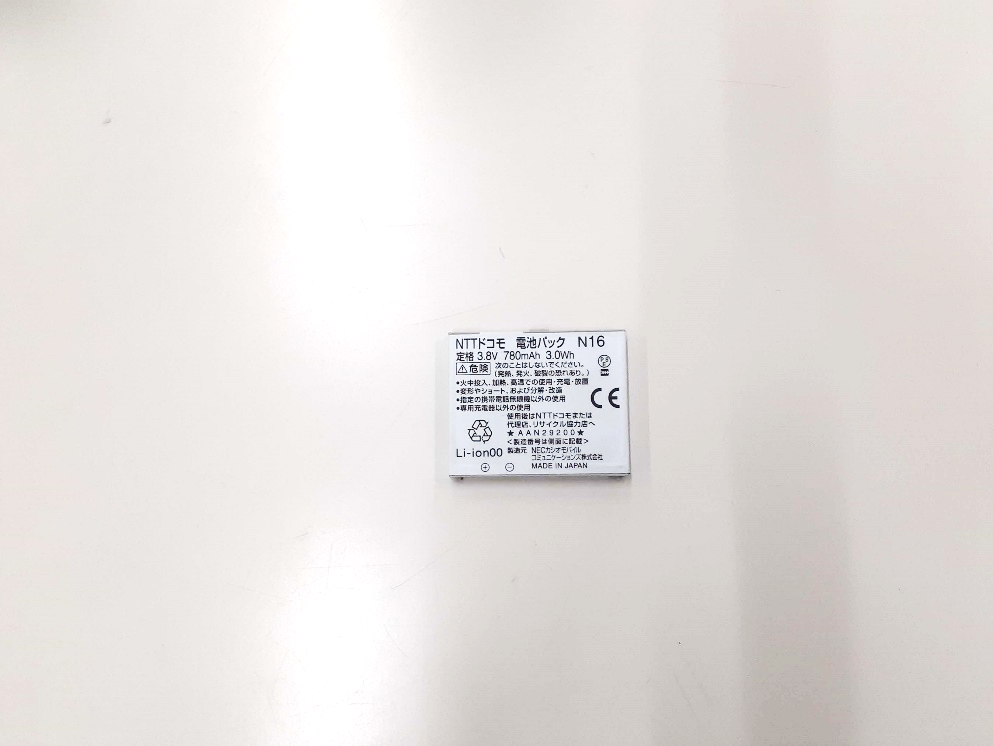 NTTドコモ 電池パック N16
定格 3.8V 780mAh 3.0Wh
危険 次のことはしないでください。
(発熱、発火、破裂の恐れあり。)
•火中投入、加熱、高温での使用・充電・放置
•変形やショート、および分解・改造
•指定の携帯電話無線機以外の使用
•専用充電器以外の使用
CE
使用後はNTTドコモまたは
代理店、リサイクル協力店へ
★AAN29200★
<製造番号は側面に記載>
Li-ion00 製造元 NECカシオモバイル
コミュニケーションズ株式会社
⊕ ⊖ MADE IN JAPAN